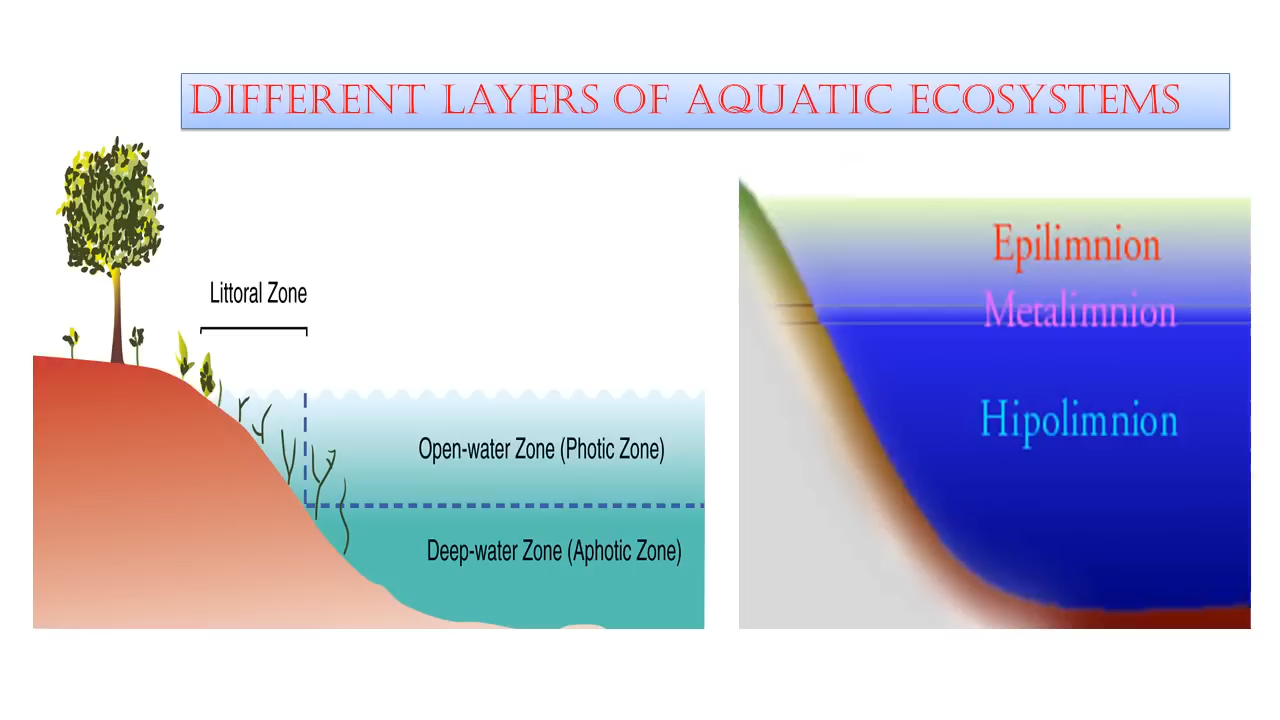 DIFFERENT LAYERS OF AQUATIC ECOSYSTEMS
Littoral Zone
Open-water Zone (Photic Zone)
Deep-water Zone (Aphotic Zone)
Epilimnion
Metalimnion
Hipolimnion